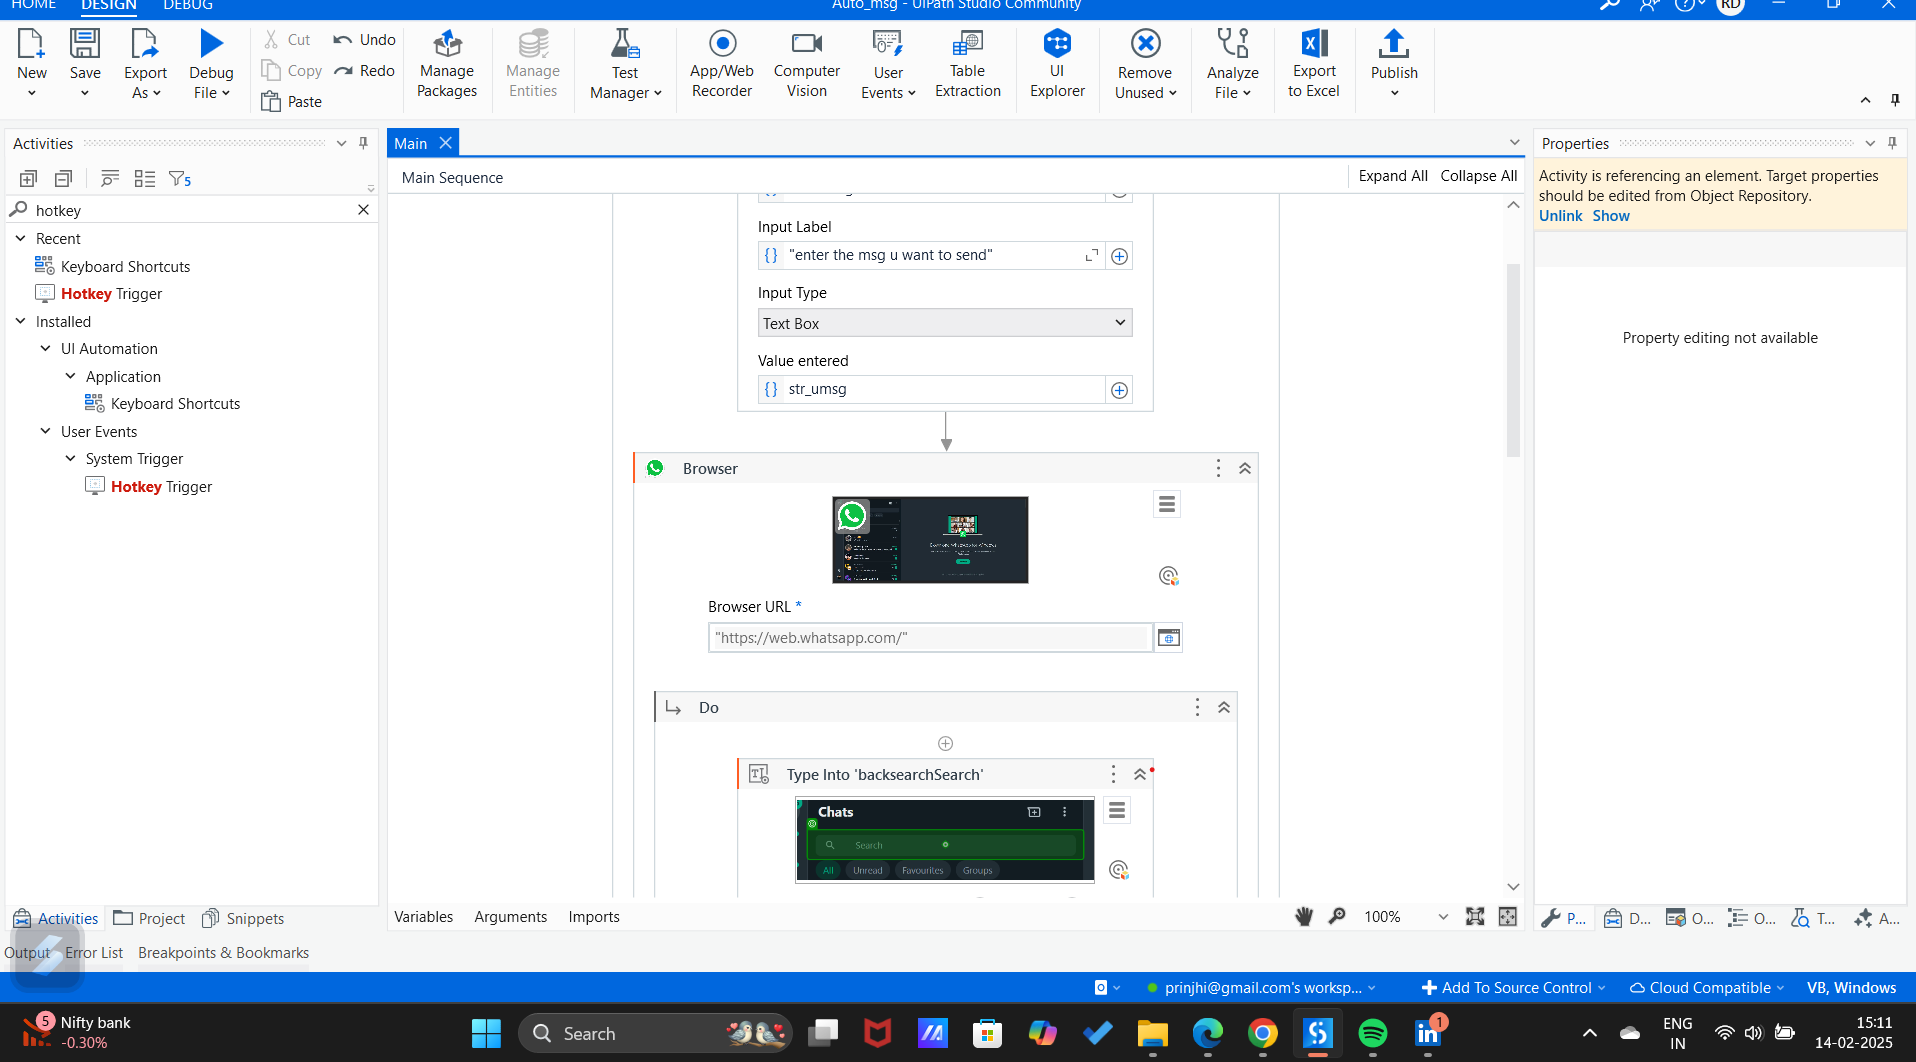 HOME DESIGN DEBUG
Auto_msg - UiPath Studio Community
RD
New
Save
Export As
Debug File
Cut
Copy
Paste
Undo
Redo
Manage Packages
Manage Entities
Test Manager
App/Web Recorder
Computer Vision
User Events
Table Extraction
UI Explorer
Remove Unused
Analyze File
Export to Excel
Publish
Activities
5
hotkey
Recent
Keyboard Shortcuts
Hotkey Trigger
Installed
UI Automation
Application
Keyboard Shortcuts
User Events
System Trigger
Hotkey Trigger
Activities Project Snippets
Main
Main Sequence
Expand All Collapse All
Input Label
"enter the msg u want to send"
Input Type
Text Box
Value entered
str_umsg
Browser
Browser URL *
"https://web.whatsapp.com/"
Do
Type Into 'backsearchSearch'
Chats
Search
All Unread Favourites Groups
Variables Arguments Imports
100%
Properties
Activity is referencing an element. Target properties
should be edited from Object Repository.
Unlink Show
Property editing not available
P... D... O... O... T... A...
Output Error List Breakpoints & Bookmarks
prinjhi@gmail.com's worksp...
Add To Source Control
Cloud Compatible
VB, Windows
5
Nifty bank
-0.30%
Search
1
ENG
IN
15:11
14-02-2025